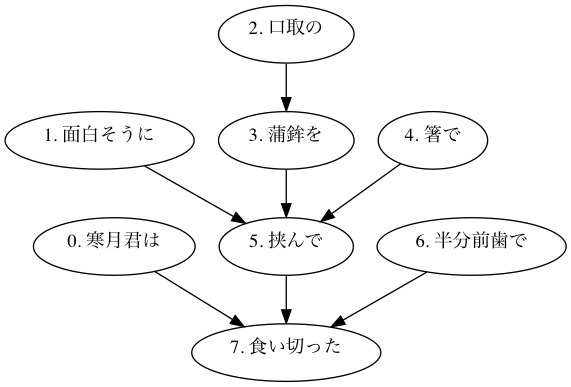 2. 口取の
1. 面白そうに
3. 蒲鉾を
4. 箸で
0. 寒月君は
5. 挟んで
6. 半分前歯で
7. 食い切った